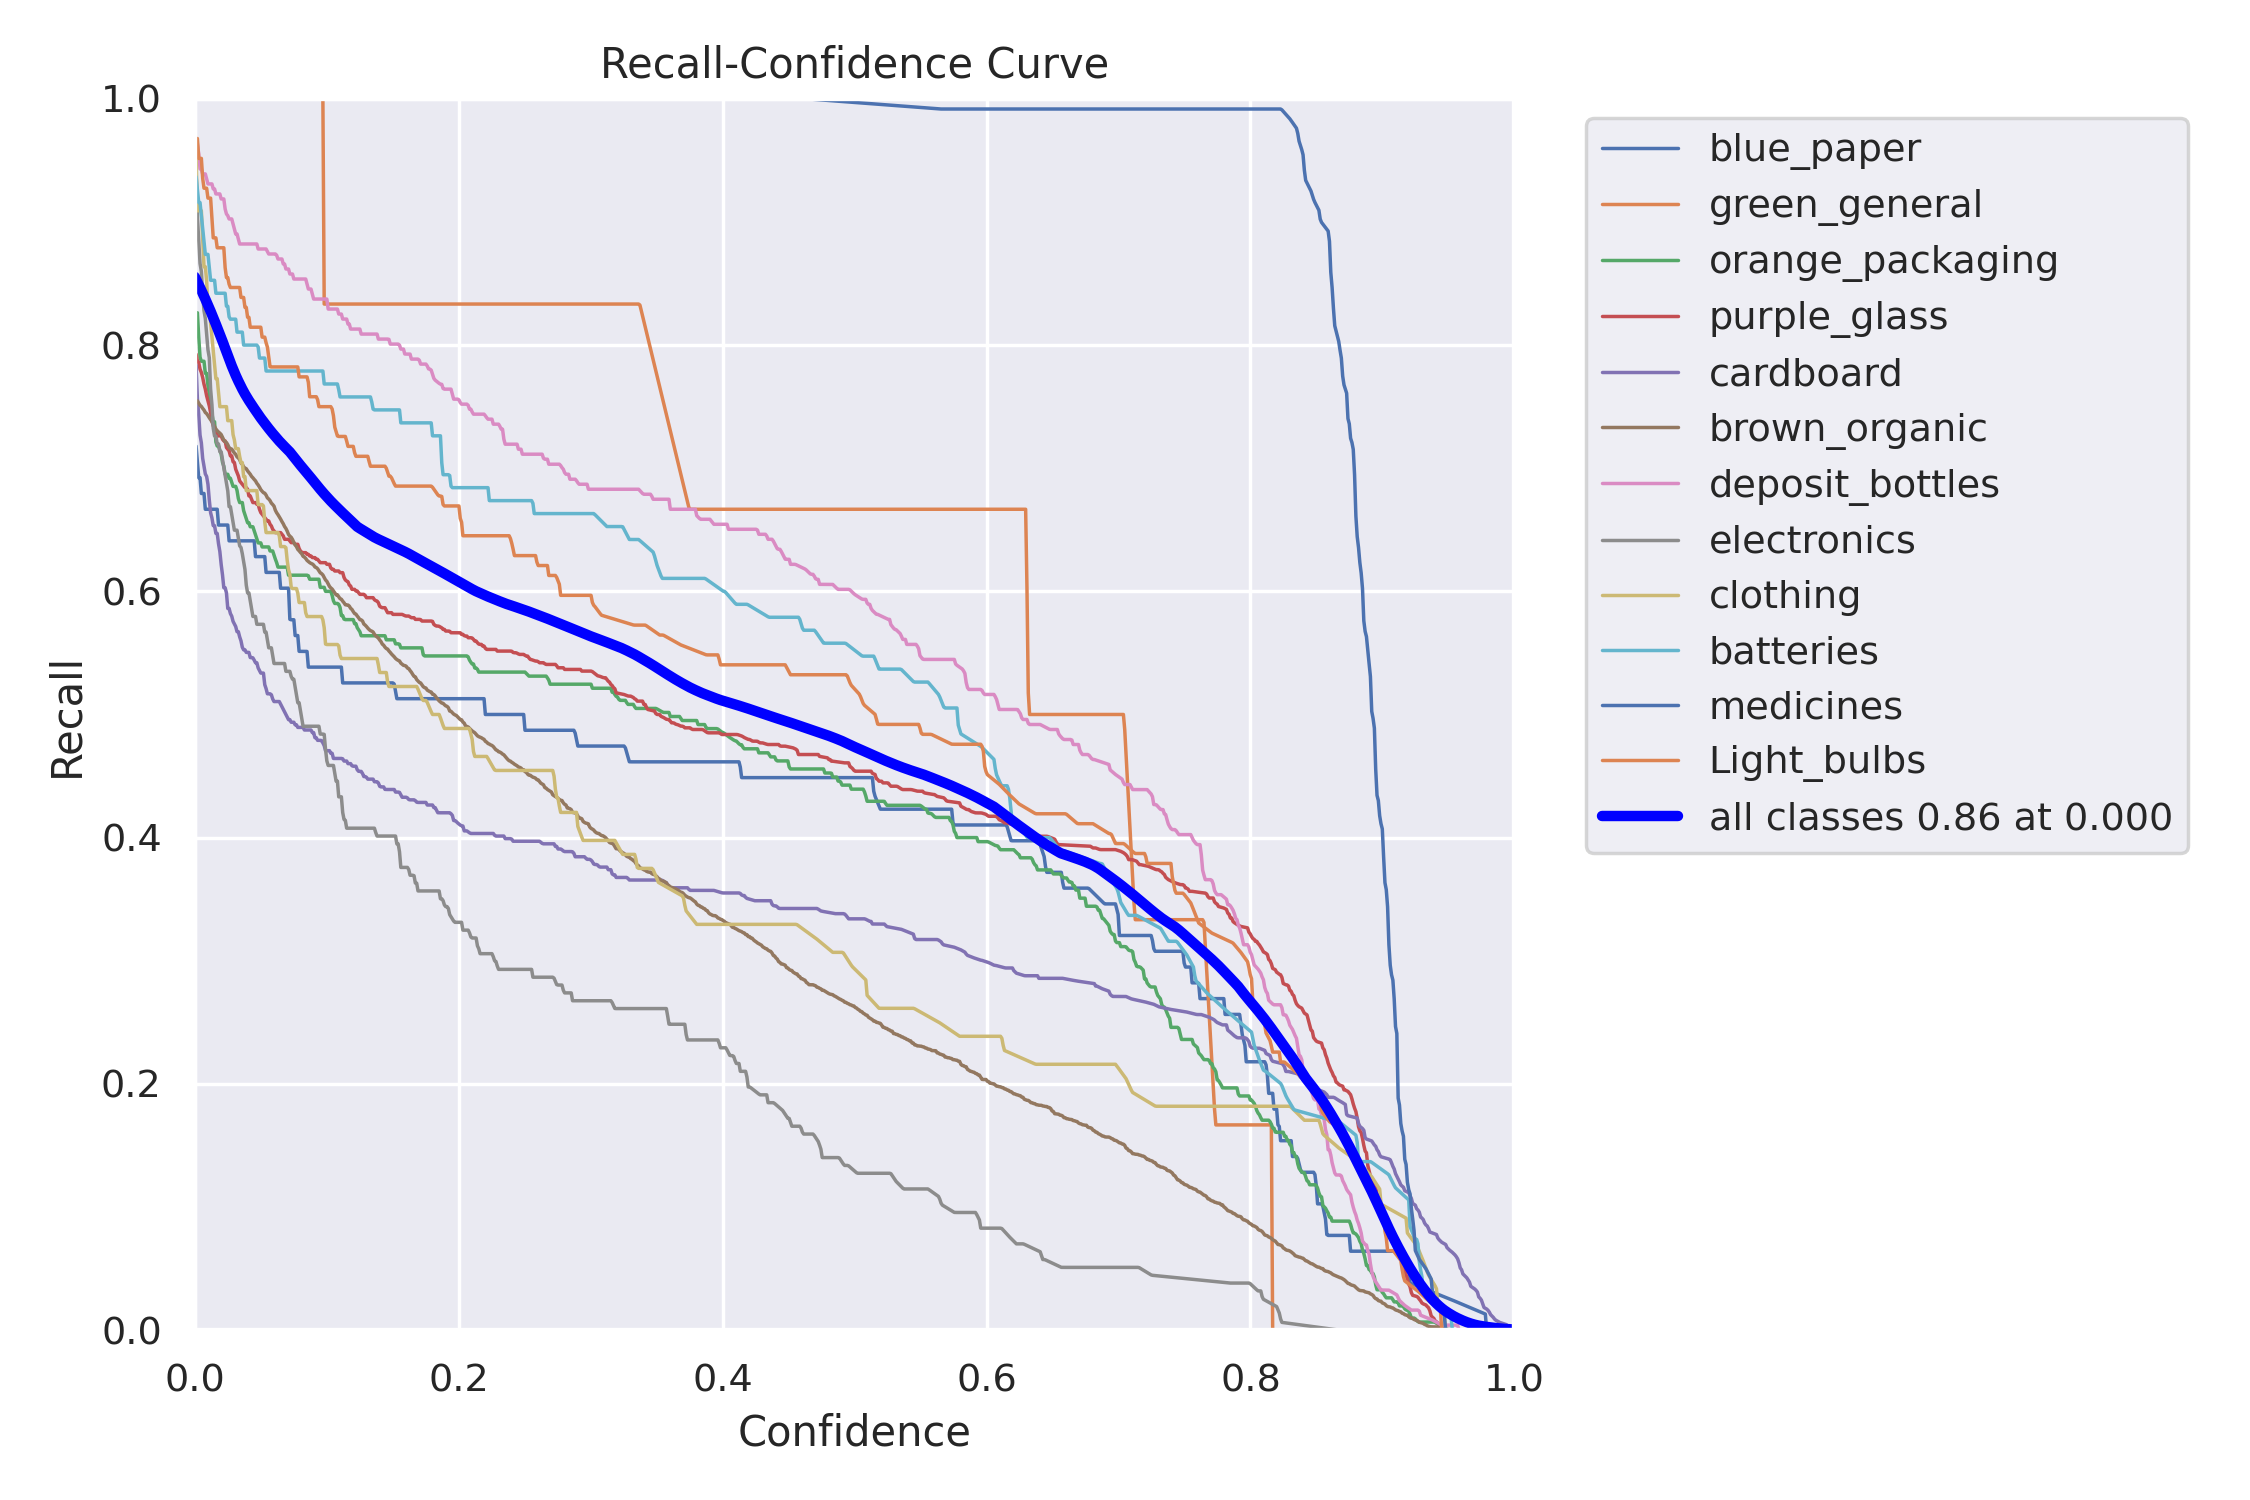 Recall-Confidence Curve
1.0
0.8
0.6
0.4
0.2
0.0
Recall
0.0 0.2 0.4 0.6 0.8 1.0
Confidence
blue_paper
green_general
orange_packaging
purple_glass
cardboard
brown_organic
deposit_bottles
electronics
clothing
batteries
medicines
Light_bulbs
all classes 0.86 at 0.000